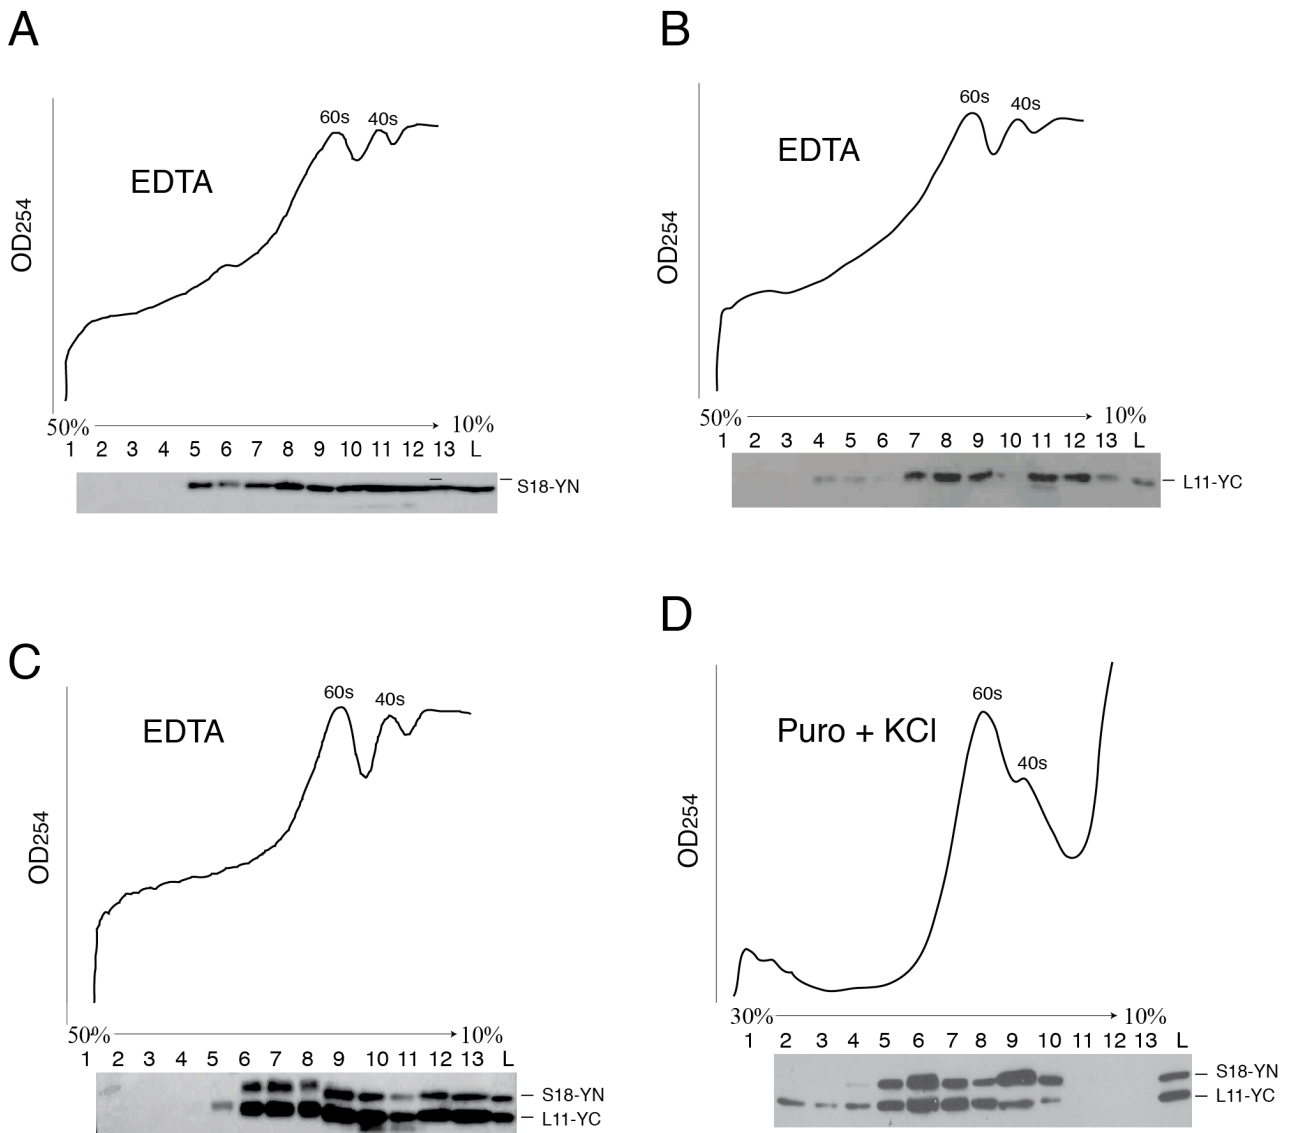 A
60s 40s
EDTA
OD254
50% 10%
1 2 3 4 5 6 7 8 9 10 11 12 13 L
S18-YN
B
60s 40s
EDTA
OD254
50% 10%
1 2 3 4 5 6 7 8 9 10 11 12 13 L
L11-YC
C
60s 40s
EDTA
OD254
50% 10%
1 2 3 4 5 6 7 8 9 10 11 12 13 L
S18-YN
L11-YC
D
60s
40s
Puro + KCl
OD254
30% 10%
1 2 3 4 5 6 7 8 9 10 11 12 13 L
S18-YN
L11-YC